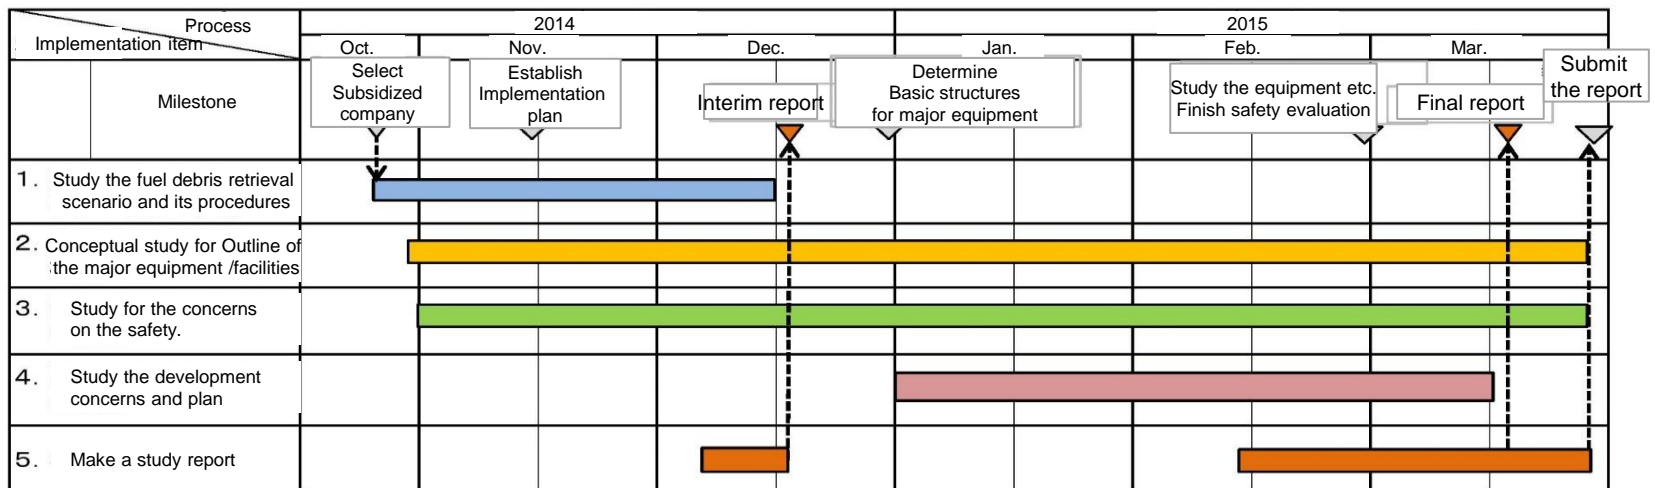 Process
Implementation item
2014
2015
Oct.
Nov.
Dec.
Jan.
Feb.
Mar.
Milestone
Select
Subsidized
company
Establish
Implementation
plan
Interim report
Determine
Basic structures
for major equipment
Study the equipment etc.
Finish safety evaluation
Final report
Submit
the report
1. Study the fuel debris retrieval
scenario and its procedures
2. Conceptual study for Outline of
the major equipment /facilities
3. Study for the concerns
on the safety.
4. Study the development
concerns and plan
5. Make a study report